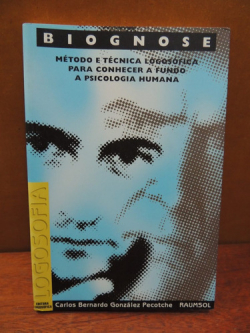 BIOGNOSE
MÉTODO E TÉCNICA LOGOSÓFICA
PARA CONHECER A FUNDO
A PSICOLOGIA HUMANA
LOGOSOFIA
Carlos Bernardo González Pecotche RAUMSOL